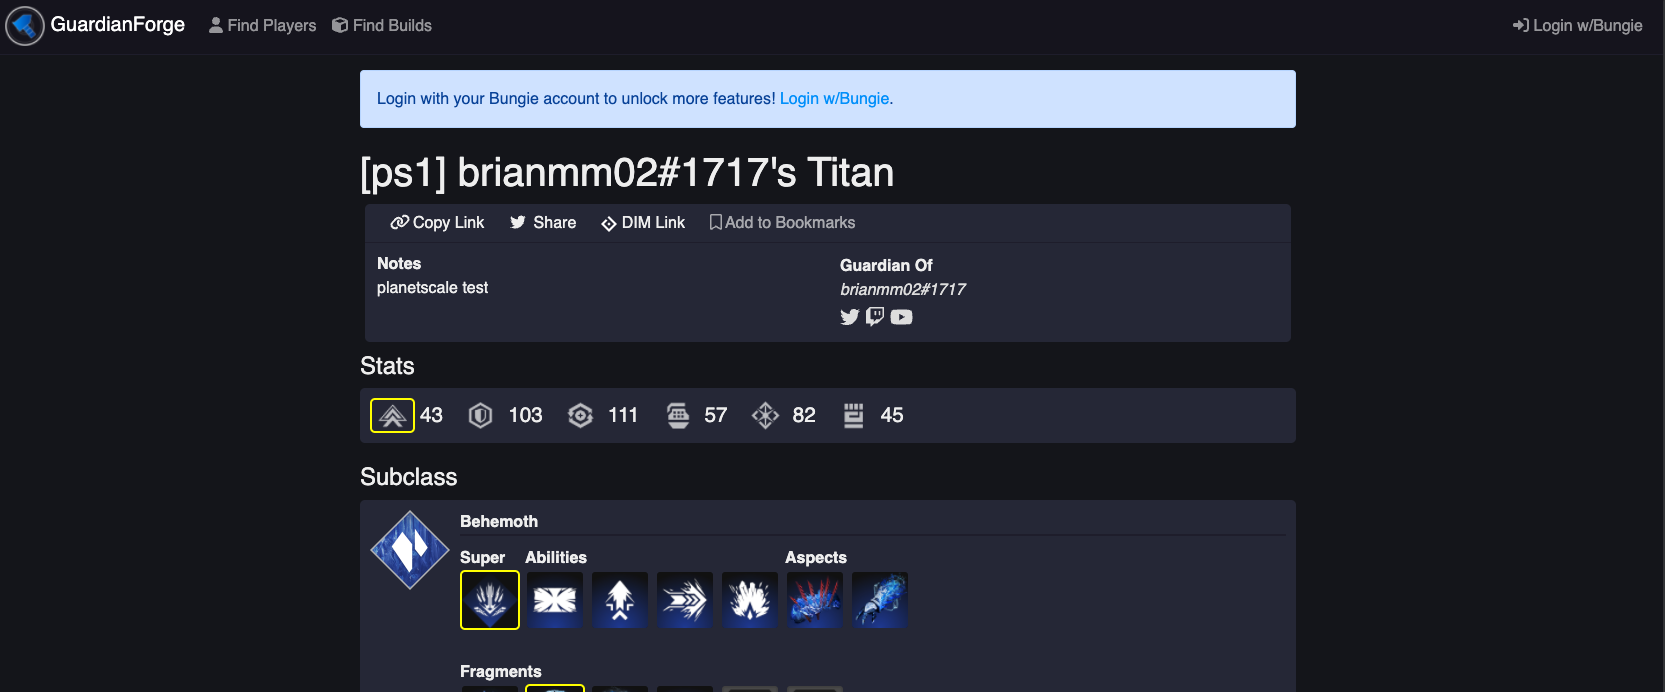 GuardianForge Find Players Find Builds Login w/Bungie
Login with your Bungie account to unlock more features! Login w/Bungie.
[ps1] brianmm02#1717's Titan
Copy Link Share DIM Link Add to Bookmarks
Notes
planetscale test
Guardian Of
brianmm02#1717
Stats
43 103 111 57 82 45
Subclass
Behemoth
Super Abilities Aspects
Fragments